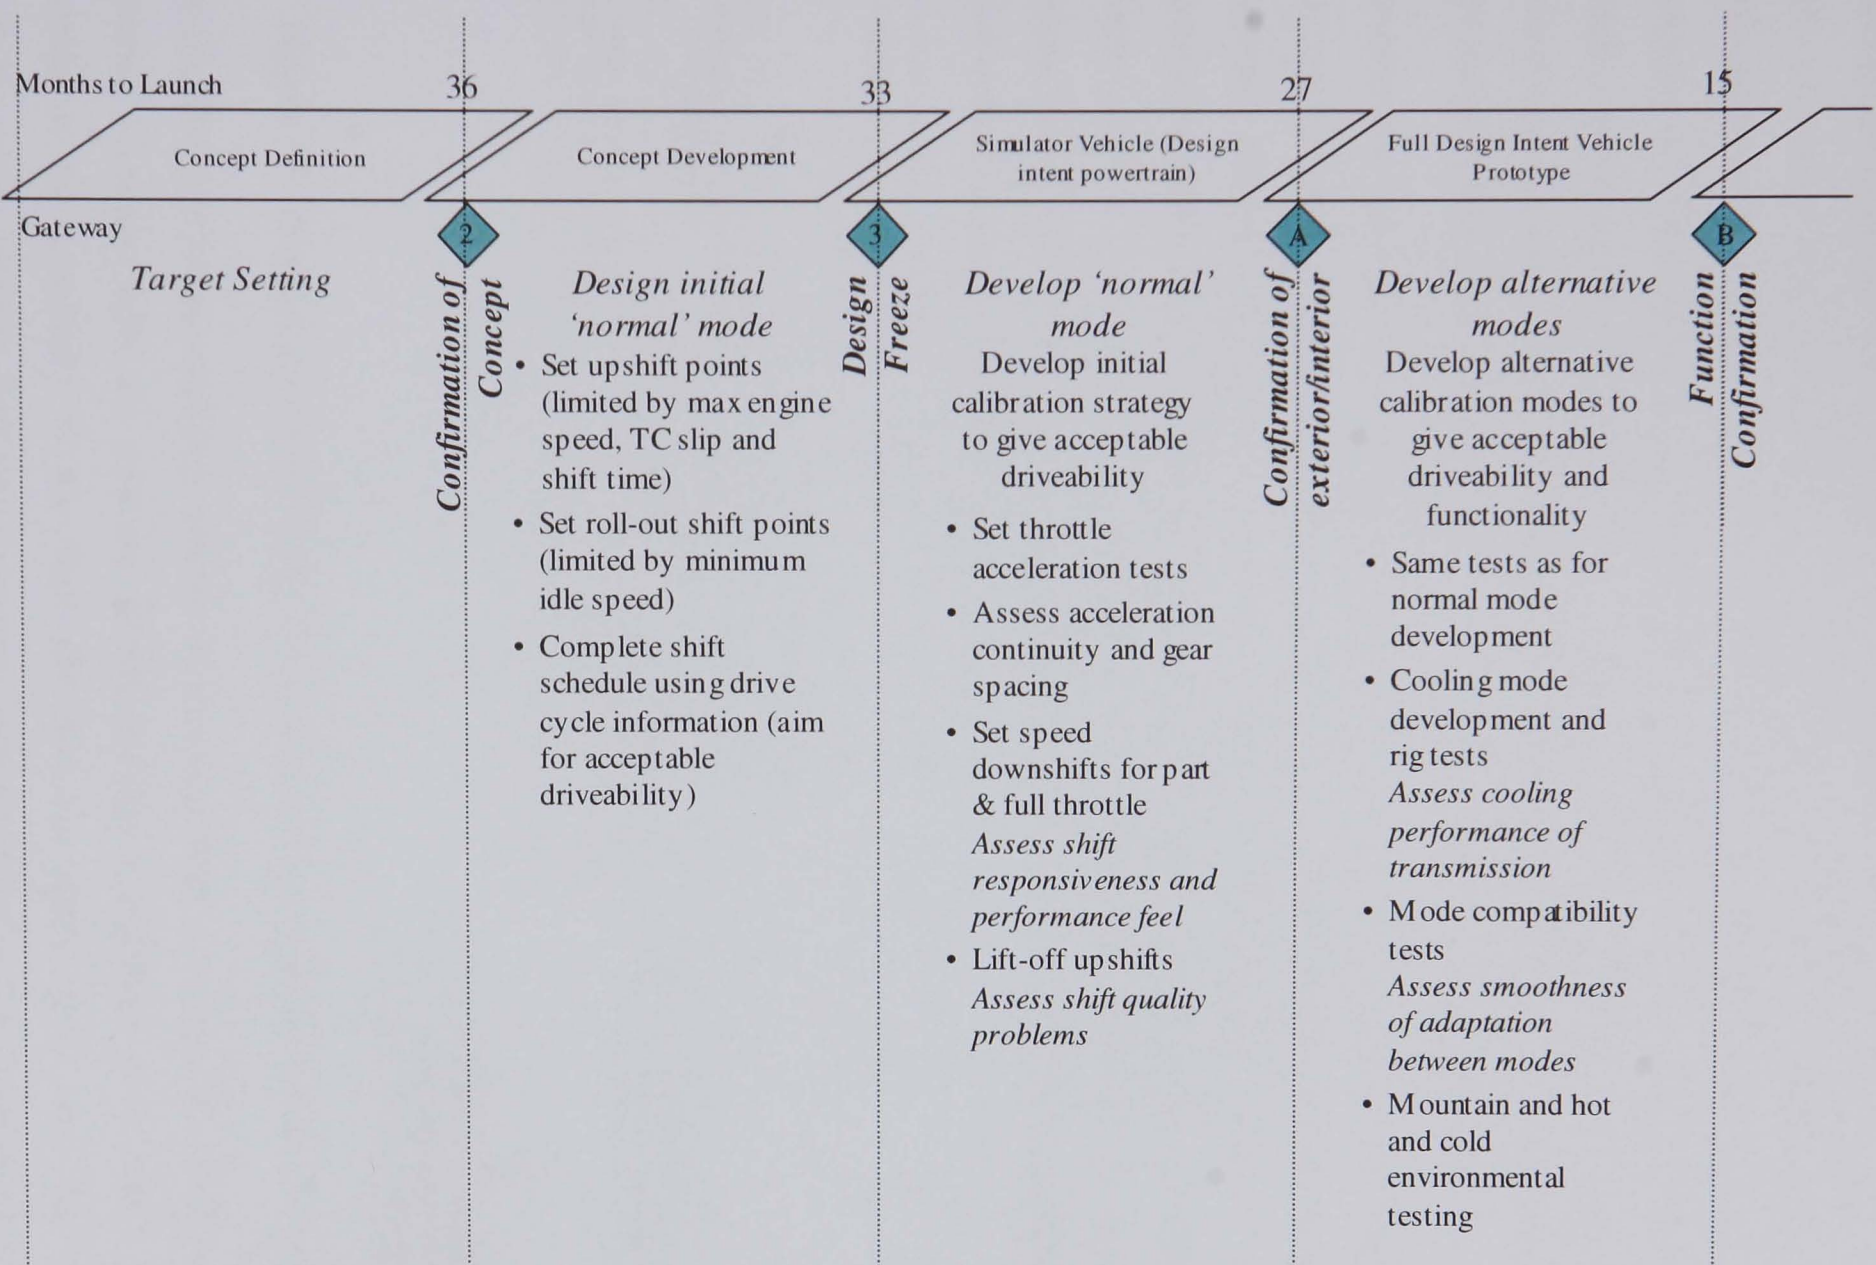 Months to Launch
36
33
27
15
Concept Definition
Concept Development
Simulator Vehicle (Design
intent powertrain)
Full Design Intent Vehicle
Prototype
Gateway
2
3
A
B
Target Setting
Confirmation of
Concept
Design initial
‘normal’ mode
• Set upshift points
(limited by max engine
speed, TC slip and
shift time)
• Set roll-out shift points
(limited by minimum
idle speed)
• Complete shift
schedule using drive
cycle information (aim
for acceptable
driveability)
Design
Freeze
Develop ‘normal’
mode
Develop initial
calibration strategy
to give acceptable
driveability
• Set throttle
acceleration tests
• Assess acceleration
continuity and gear
spacing
• Set speed
downshifts for part
& full throttle
Assess shift
responsiveness and
performance feel
• Lift-off upshifts
Assess shift quality
problems
Confirmation of
exterior/interior
Develop alternative
modes
Develop alternative
calibration modes to
give acceptable
driveability and
functionality
• Same tests as for
normal mode
development
• Cooling mode
development and
rig tests
Assess cooling
performance of
transmission
• Mode compatibility
tests
Assess smoothness
of adaptation
between modes
• Mountain and hot
and cold
environmental
testing
Function
Confirmation